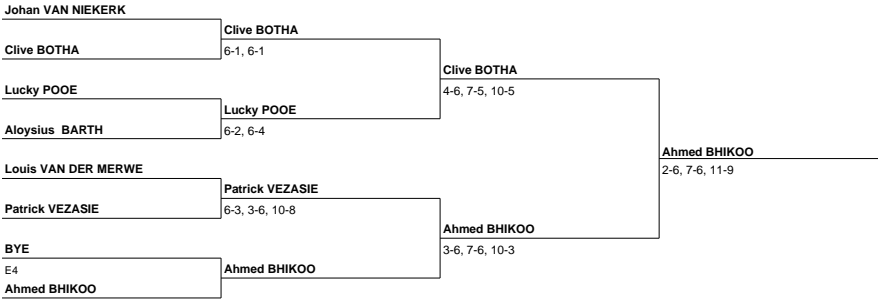 Johan VAN NIEKERK
Clive BOTHA
Clive BOTHA
6-1, 6-1
Clive BOTHA
4-6, 7-5, 10-5
Lucky POOE
Lucky POOE
Aloysius BARTH
6-2, 6-4
Ahmed BHIKOO
2-6, 7-6, 11-9
Louis VAN DER MERWE
Patrick VEZASIE
Patrick VEZASIE
6-3, 3-6, 10-8
Ahmed BHIKOO
3-6, 7-6, 10-3
BYE
E4
Ahmed BHIKOO
Ahmed BHIKOO